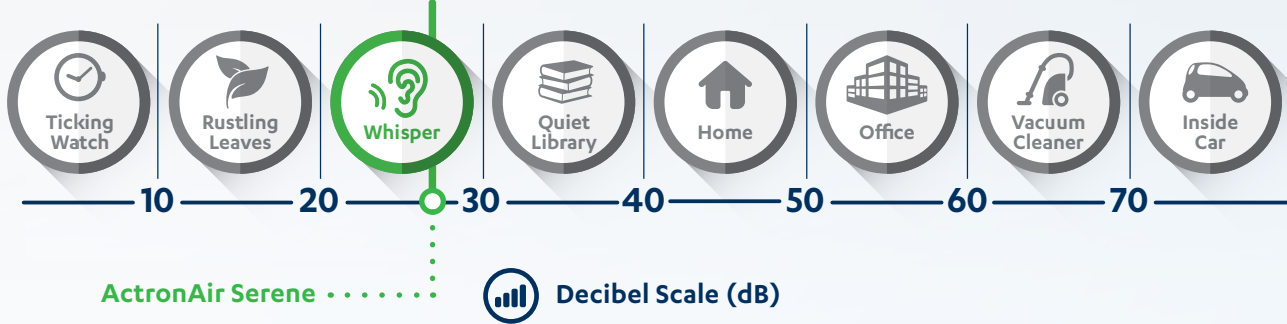 Ticking
Watch
Rustling
Leaves
Whisper
Quiet
Library
Home
Office
Vacuum
Cleaner
Inside
Car
10 20 30 40 50 60 70
ActronAir Serene
Decibel Scale (dB)